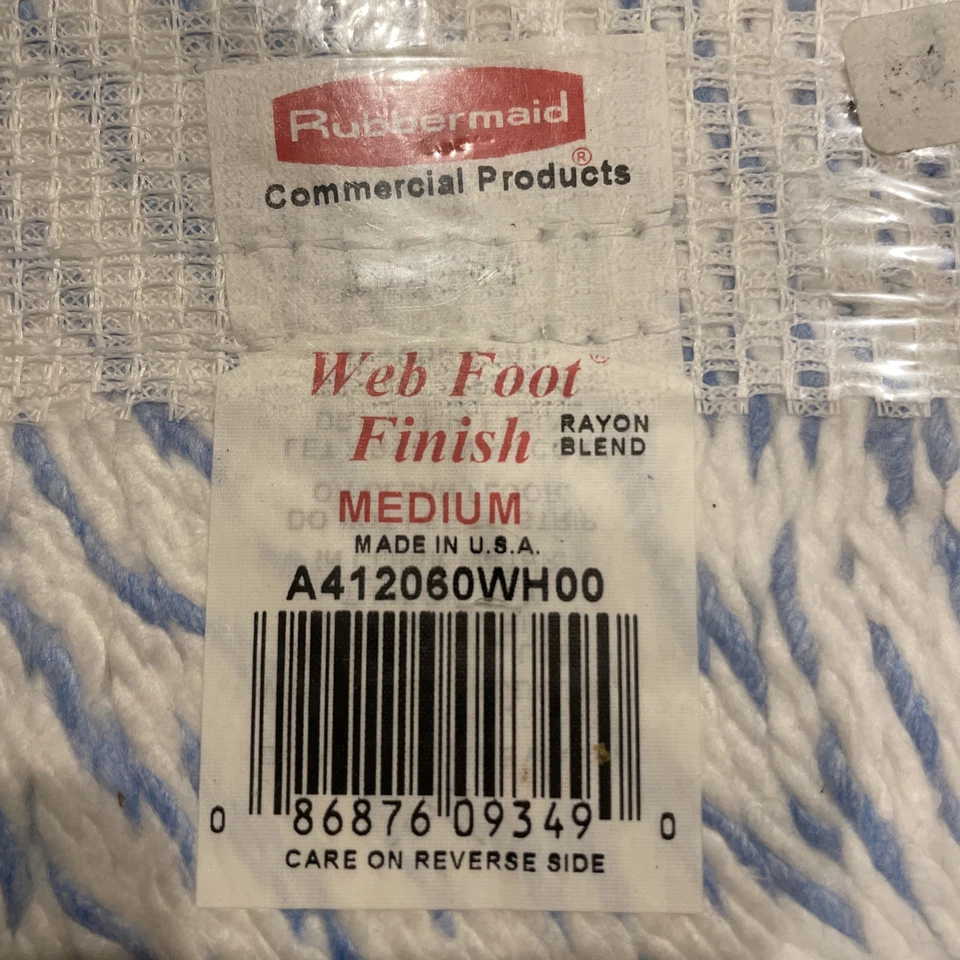 Rubbermaid
®
Commercial Products
Web Foot®
Finish
RAYON
BLEND
MEDIUM
MADE IN U.S.A.
A412060WH00
0 86876 09349 0
CARE ON REVERSE SIDE